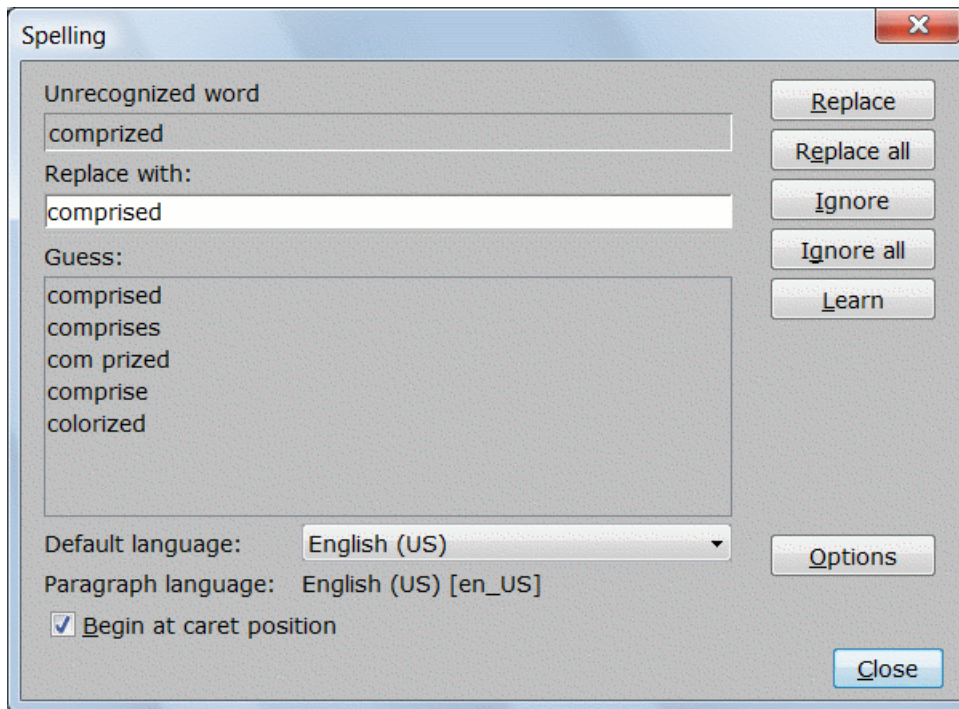 Spelling
Unrecognized word
comprized
Replace with:
comprised
Guess:
comprised
comprises
com prized
comprise
colorized
Default language: English (US)
Paragraph language: English (US) [en_US]
Begin at caret position
Replace
Replace all
Ignore
Ignore all
Learn
Options
Close